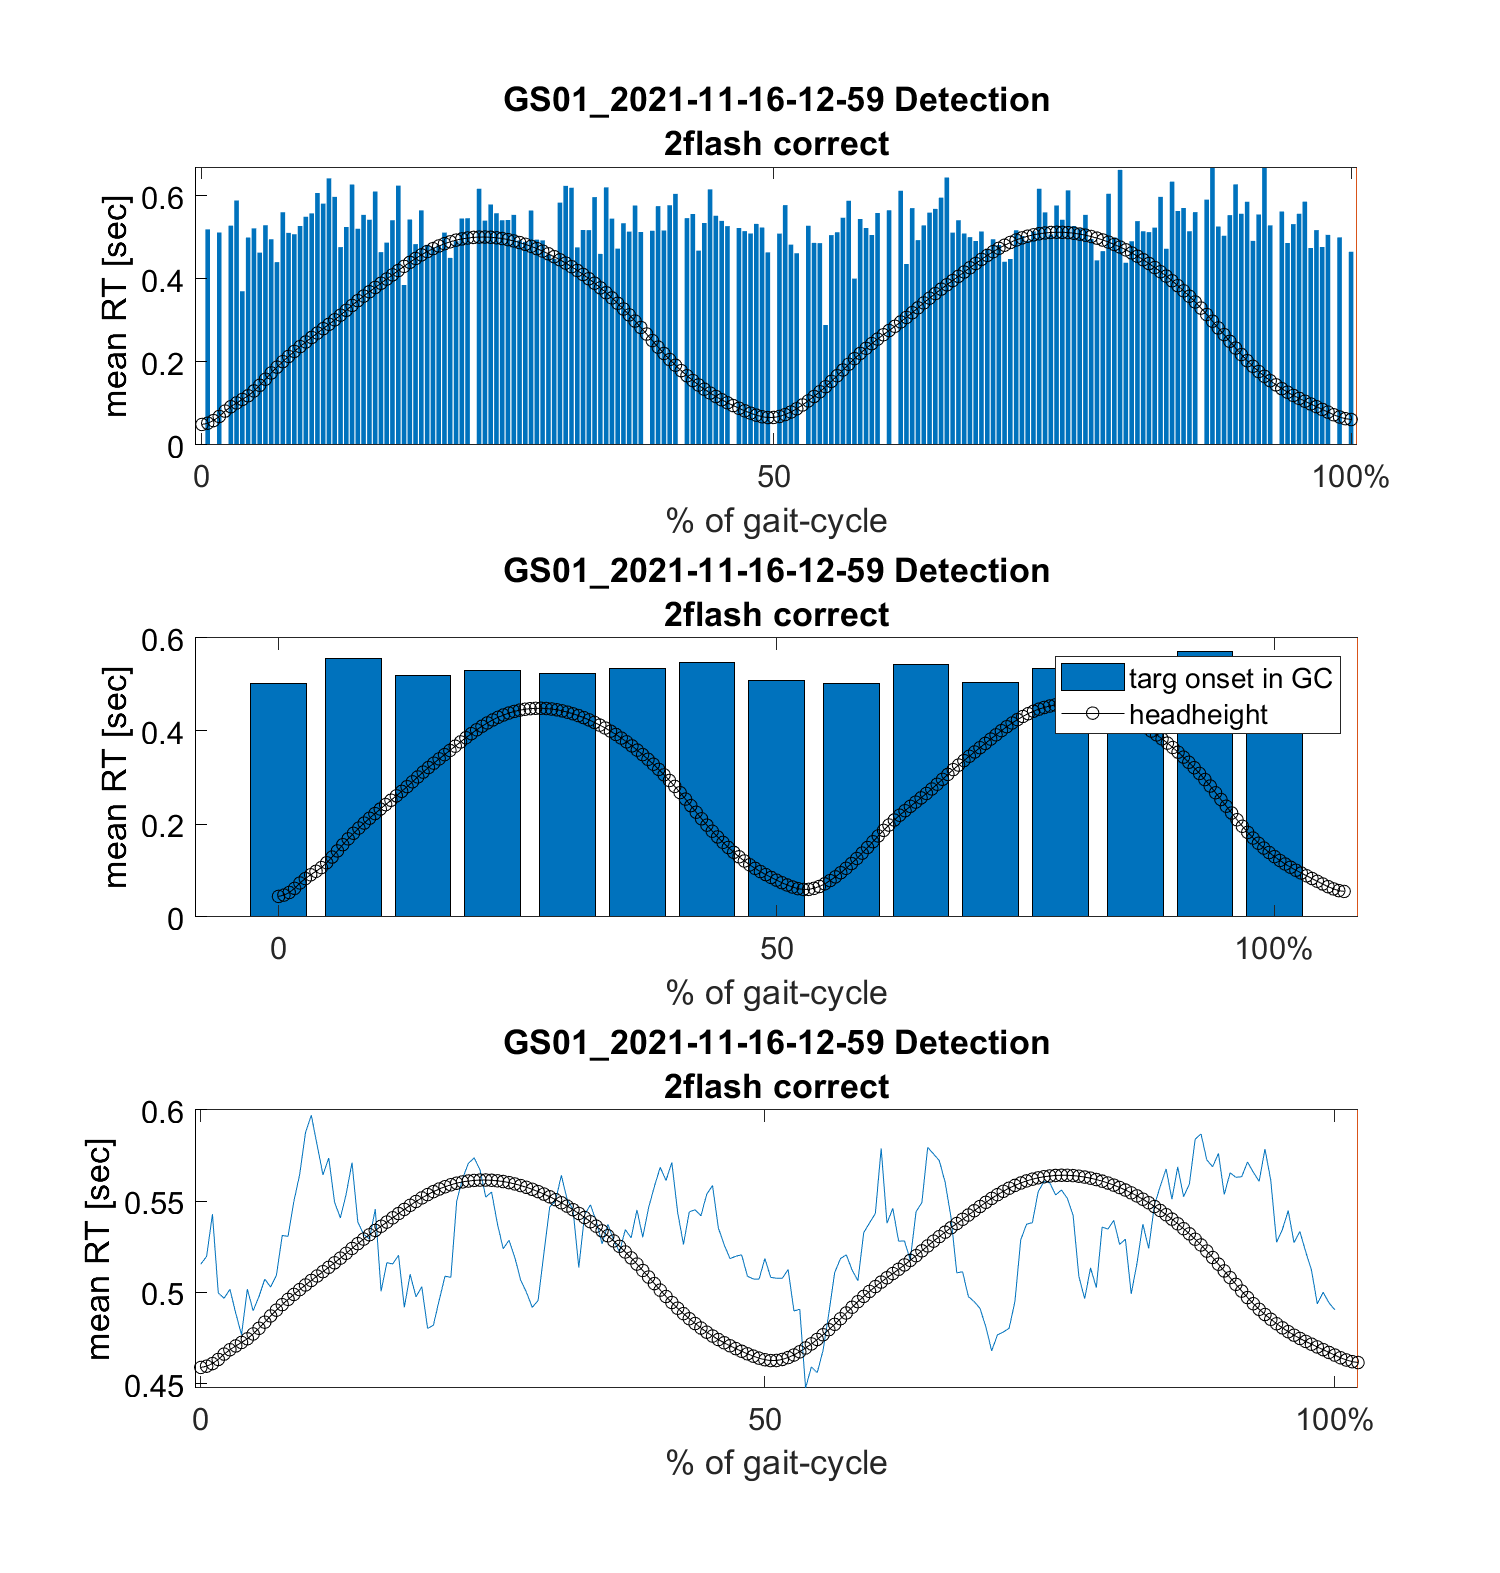 GS01_2021-11-16-12-59 Detection
2flash correct
mean RT [sec]
0.6
0.4
0.2
0
0 50 100%
% of gait-cycle
GS01_2021-11-16-12-59 Detection
2flash correct
mean RT [sec]
0.6
0.4
0.2
0
targ onset in GC
headheight
0 50 100%
% of gait-cycle
GS01_2021-11-16-12-59 Detection
2flash correct
mean RT [sec]
0.6
0.55
0.5
0.45
0 50 100%
% of gait-cycle